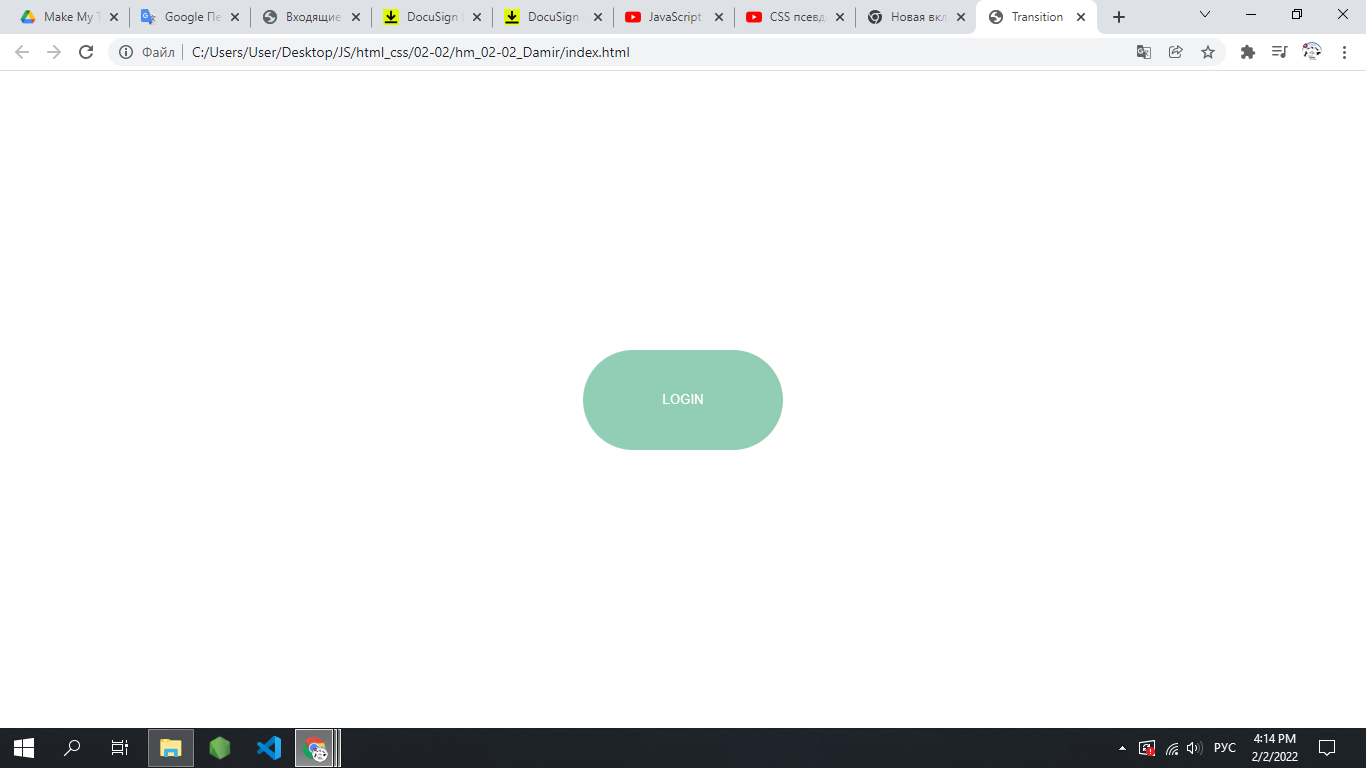 Make My T
Google Пе
Входящие
DocuSign
DocuSign
JavaScript
CSS псевд
Новая вкл
Transition
Файл
C:/Users/User/Desktop/JS/html_css/02-02/hm_02-02_Damir/index.html
LOGIN
РУС
4:14 PM
2/2/2022